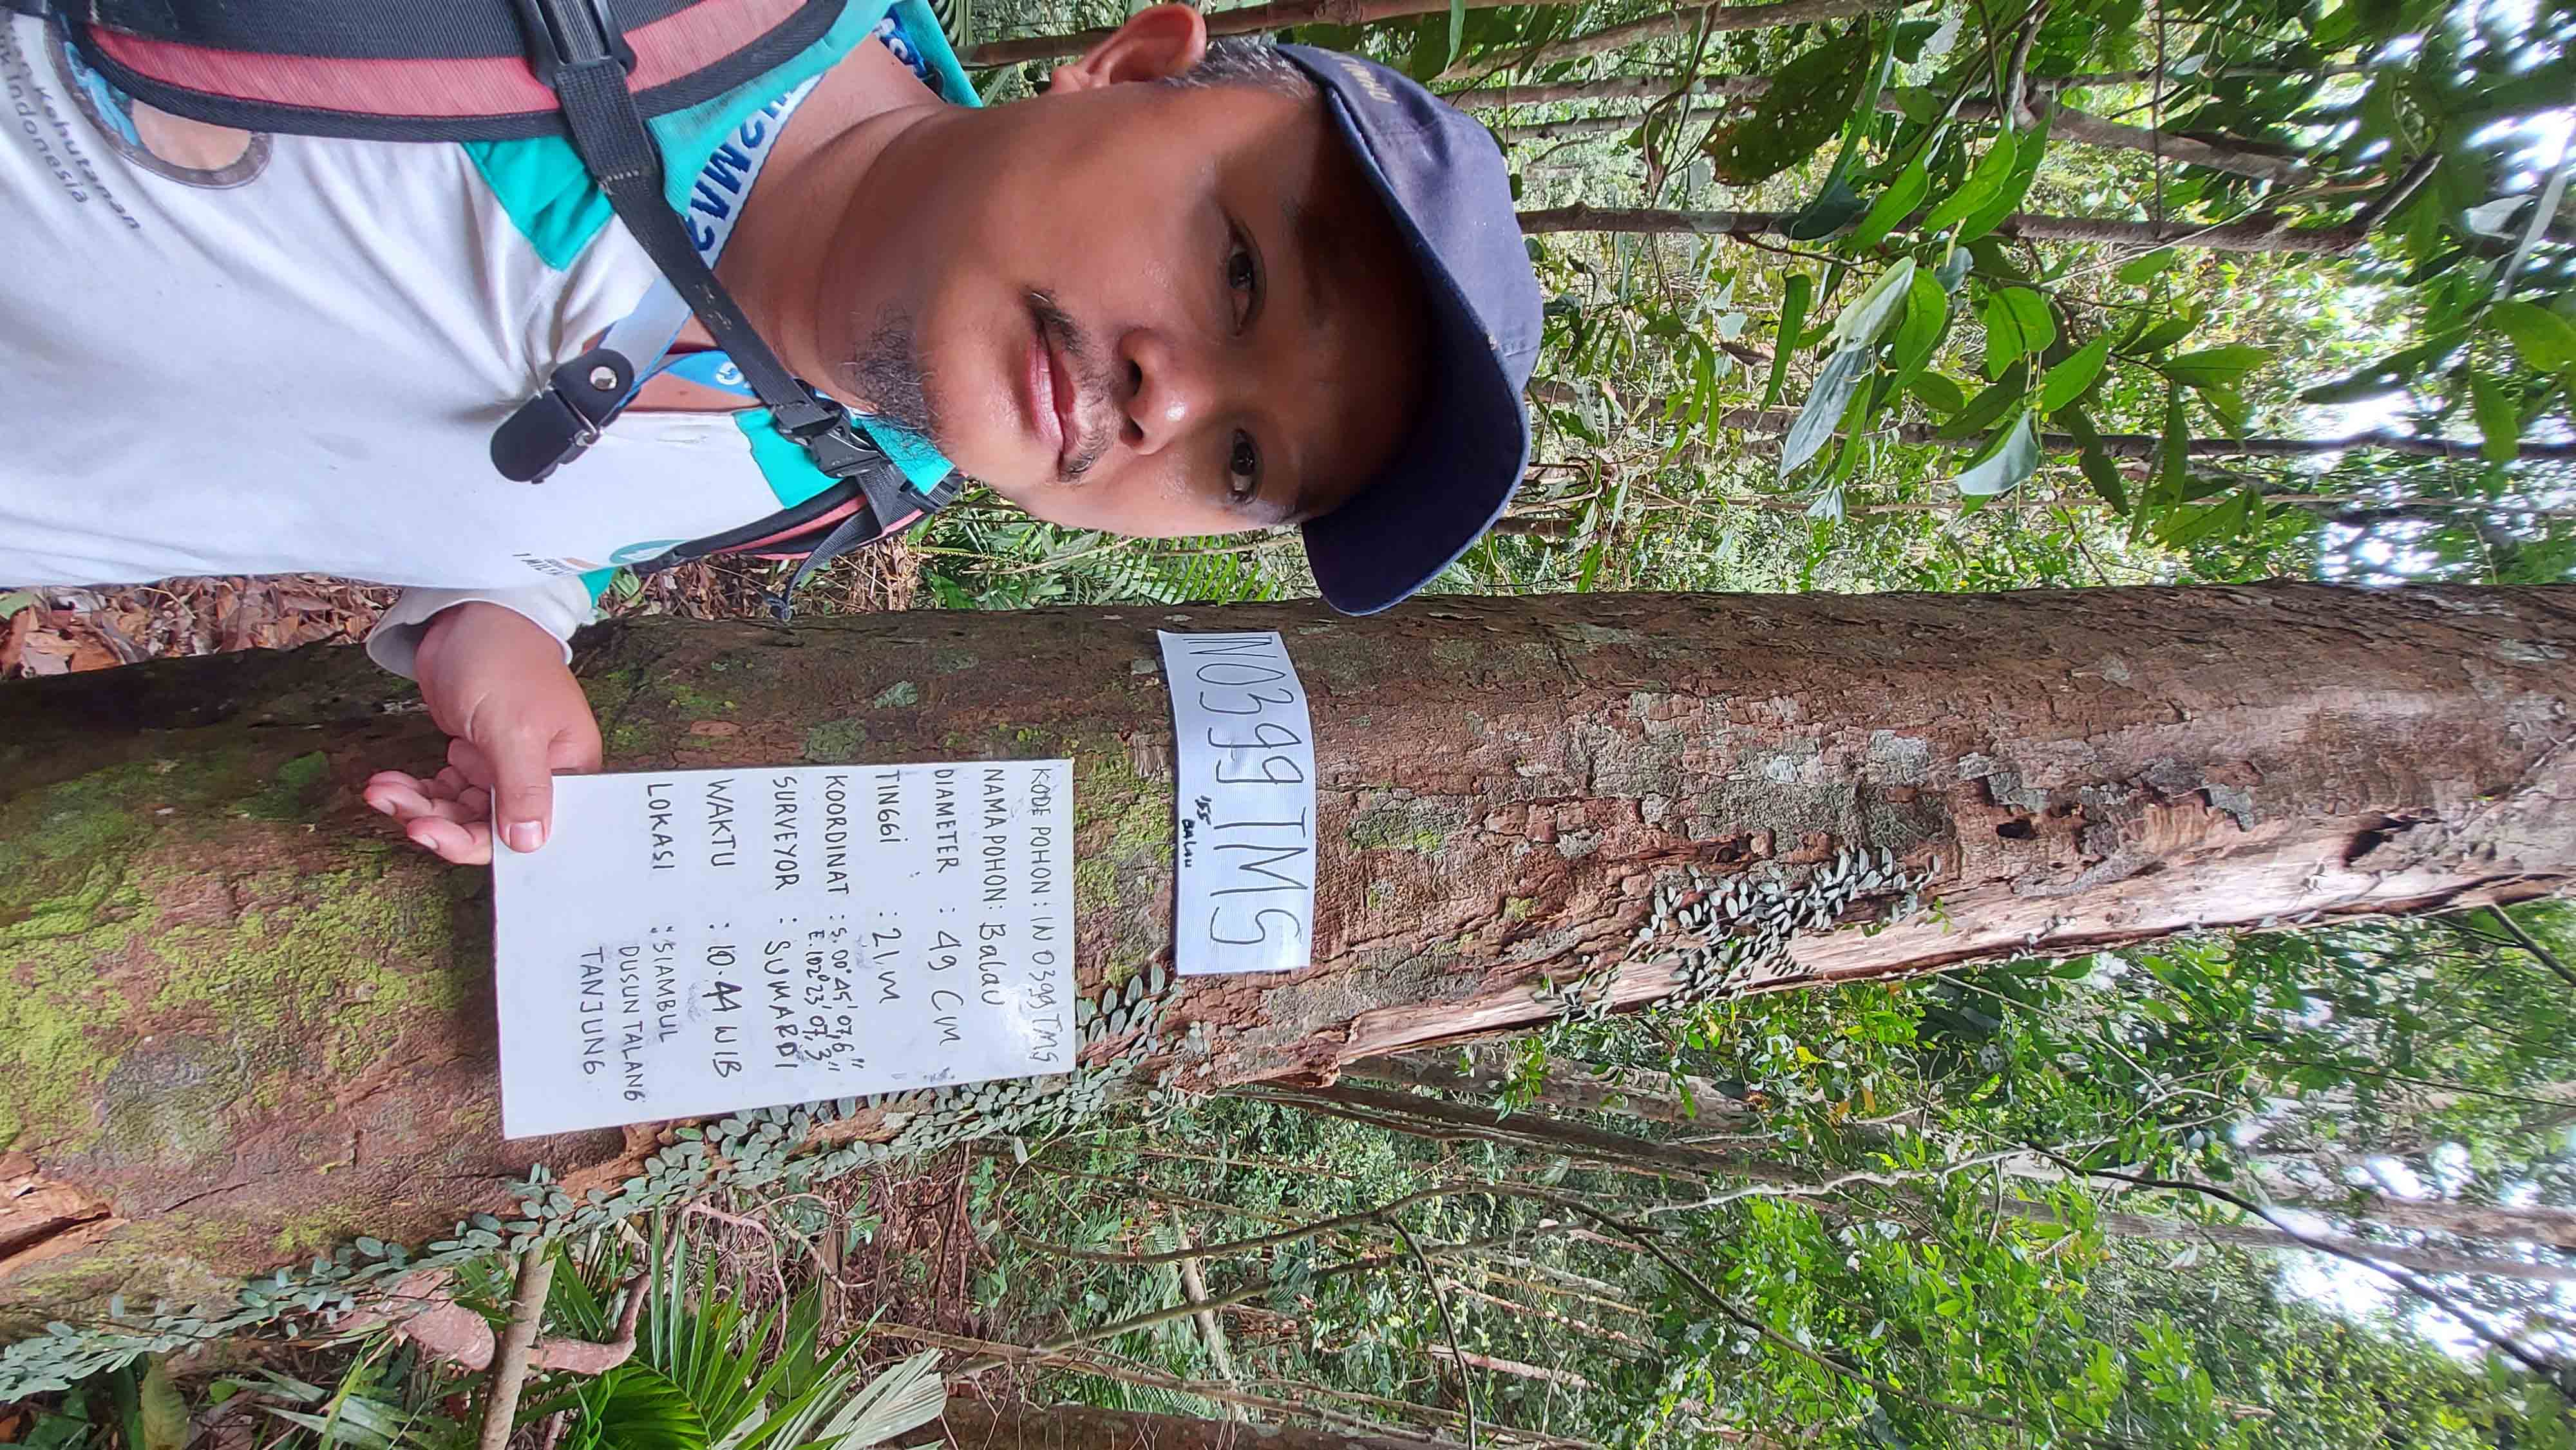 IN0399 TMS
'55
BALAU
KODE POHON : IN 0399 TMS
NAMA POHON : Balau
DIAMETER : 49 CM
TINGGI : 21 M
KOORDINAT : S. 00° 45' 07,6"
E. 102° 23' 07,3"
SURVEYOR : SUMARDI
WAKTU : 10.44 WIB
LOKASI : SIAMBUL
DUSUN TALANG
TANJUNG
Kehutanan
Indonesia